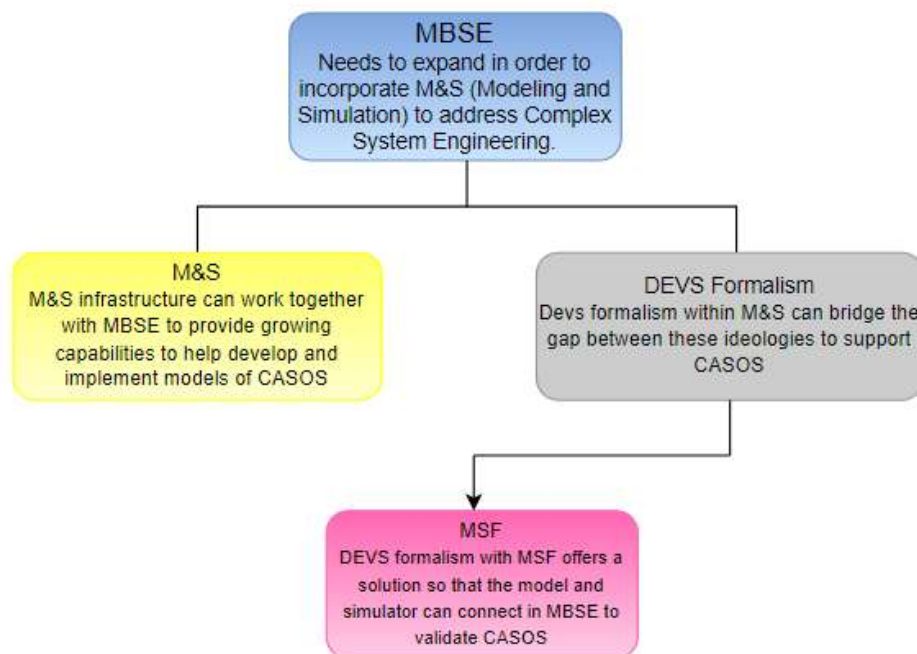 MBSE
Needs to expand in order to
incorporate M&S (Modeling and
Simulation) to address Complex
System Engineering.
M&S
M&S infrastructure can work together
with MBSE to provide growing
capabilities to help develop and
implement models of CASOS
DEVS Formalism
Devs formalism within M&S can bridge the
gap between these ideologies to support
CASOS
MSF
DEVS formalism with MSF offers a
solution so that the model and
simulator can connect in MBSE to
validate CASOS